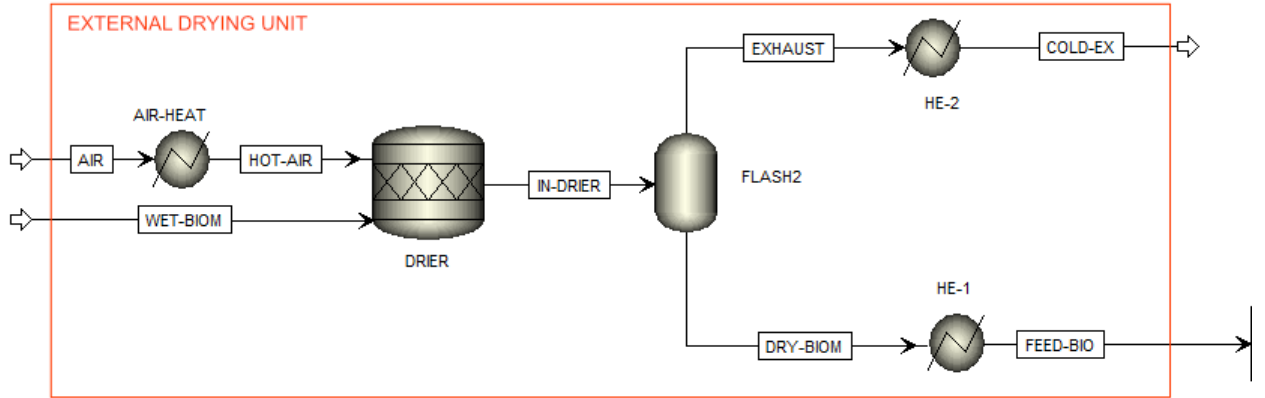 EXTERNAL DRYING UNIT
EXHAUST
COLD-EX
HE-2
AIR-HEAT
AIR
HOT-AIR
IN-DRIER
FLASH2
WET-BIOM
DRIER
HE-1
DRY-BIOM
FEED-BIO